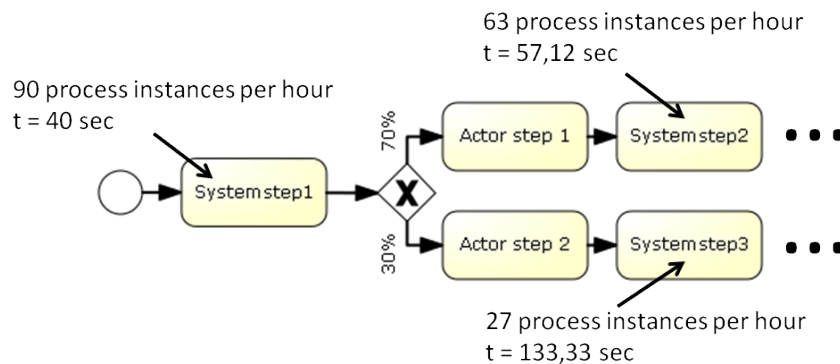 63 process instances per hour
t = 57,12 sec
90 process instances per hour
t = 40 sec
70%
Actor step 1
Systemstep2
Systemstep1
X
30%
Actor step 2
Systemstep3
27 process instances per hour
t = 133,33 sec